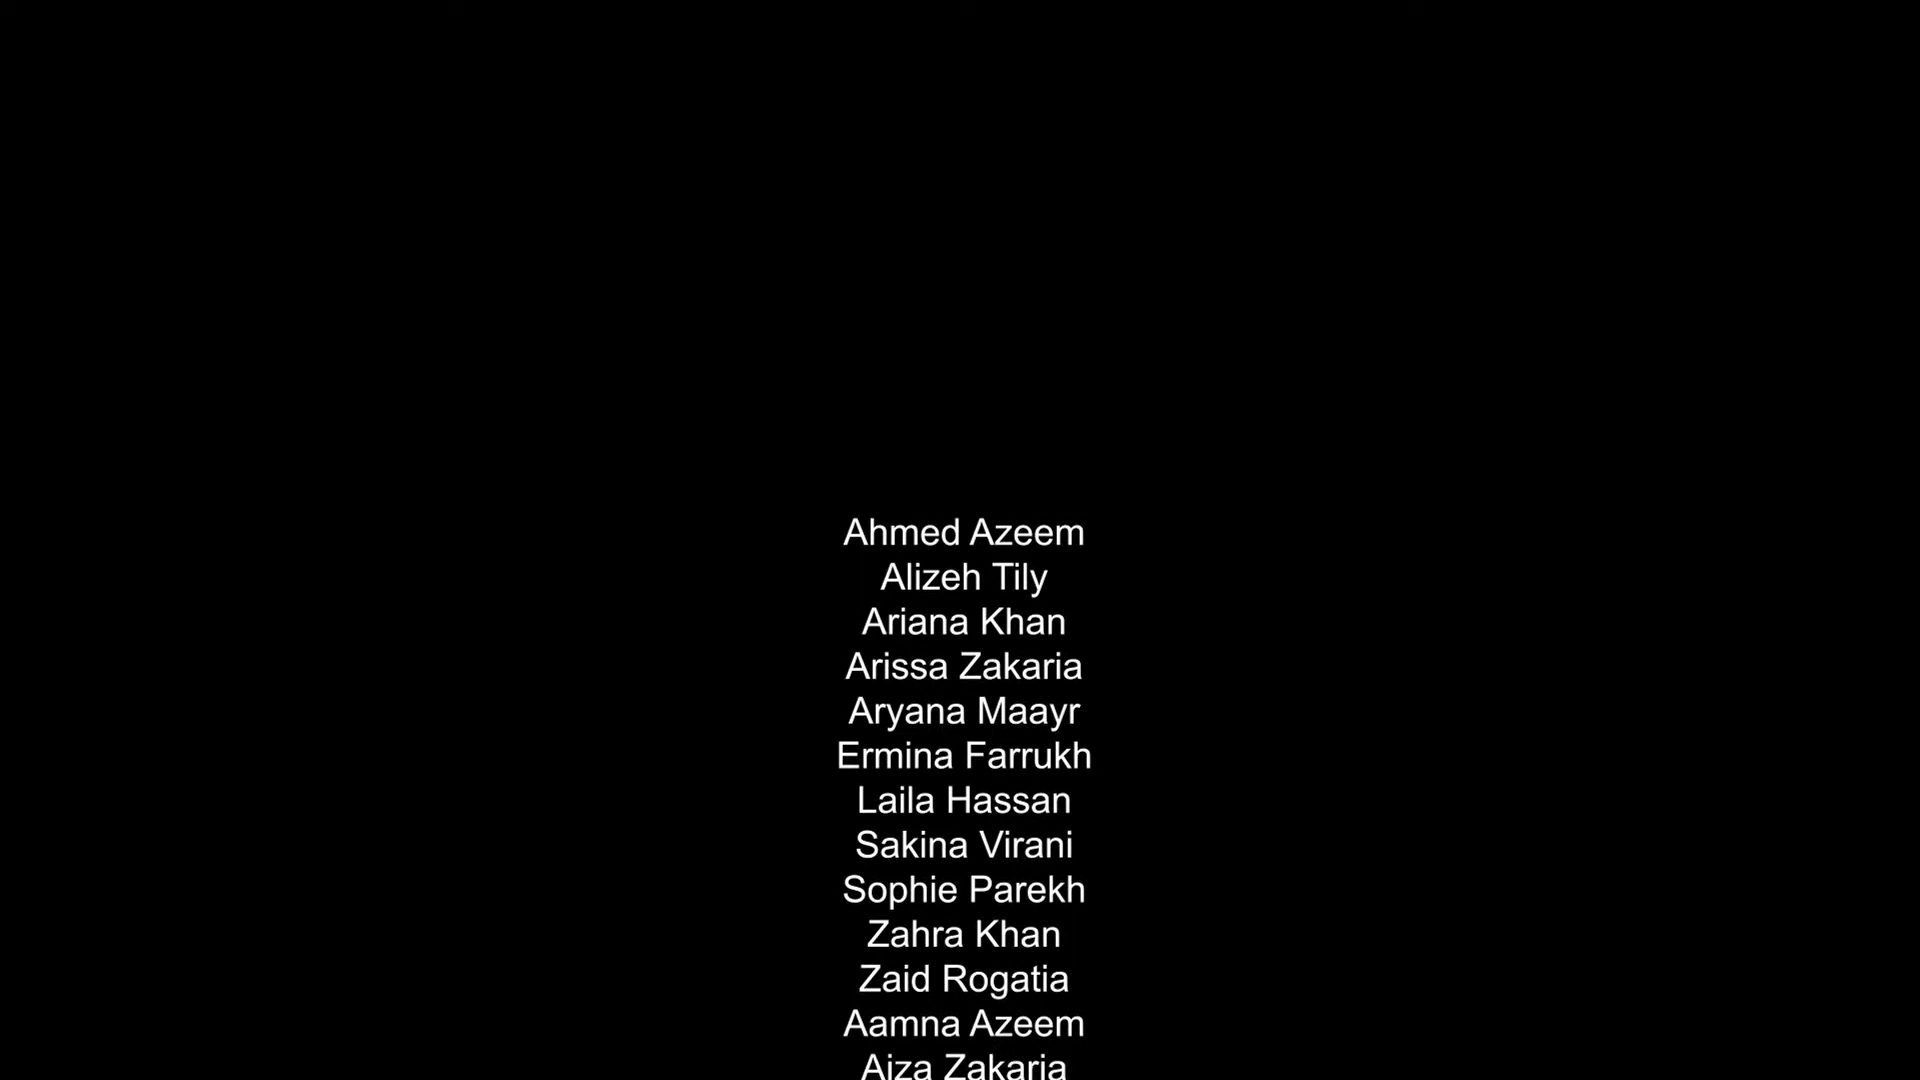 Ahmed Azeem
Alizeh Tily
Ariana Khan
Arissa Zakaria
Aryana Maayr
Ermina Farrukh
Laila Hassan
Sakina Virani
Sophie Parekh
Zahra Khan
Zaid Rogatia
Aamna Azeem
Aiza Zakaria